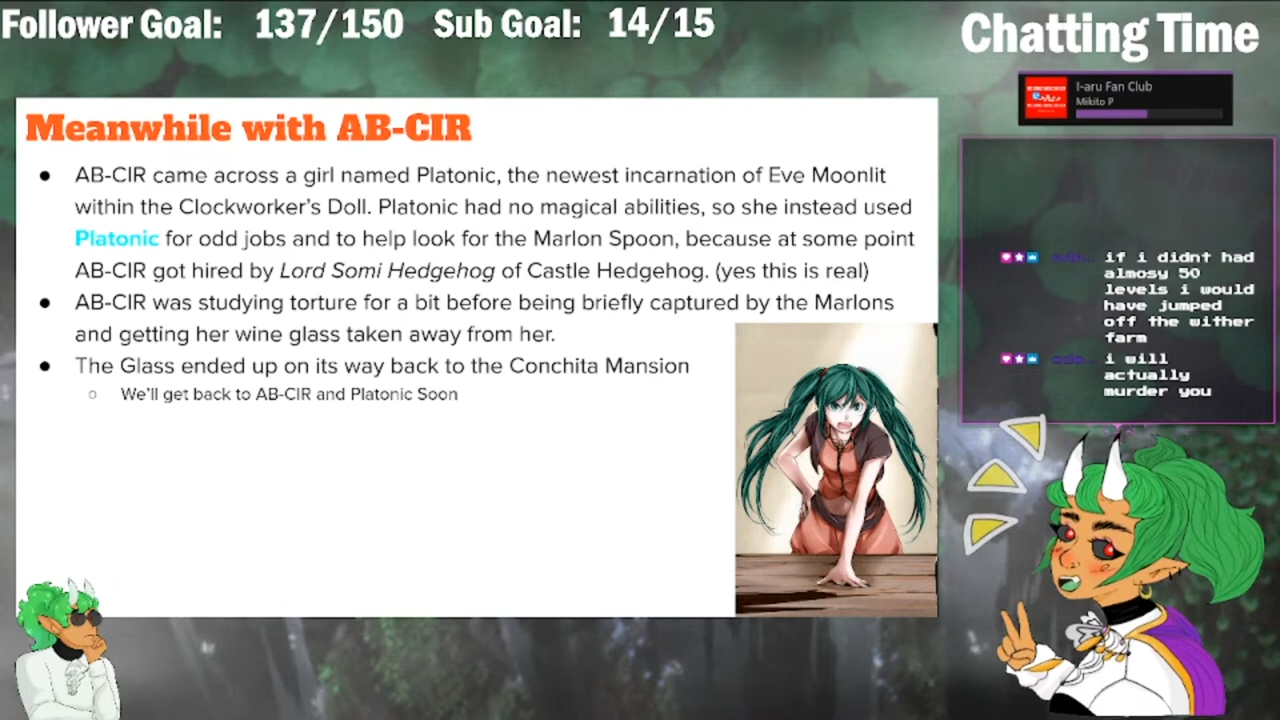 Follower Goal: 137/150 Sub Goal: 14/15
Chatting Time
I-aru Fan Club
Mikito P
Meanwhile with AB-CIR
● AB-CIR came across a girl named Platonic, the newest incarnation of Eve Moonlit
within the Clockworker's Doll. Platonic had no magical abilities, so she instead used
Platonic for odd jobs and to help look for the Marlon Spoon, because at some point
AB-CIR got hired by Lord Somi Hedgehog of Castle Hedgehog. (yes this is real)
● AB-CIR was studying torture for a bit before being briefly captured by the Marlons
and getting her wine glass taken away from her.
● The Glass ended up on its way back to the Conchita Mansion
○ We'll get back to AB-CIR and Platonic Soon
if i didnt had
almosy 50
levels i would
have jumped
off the wither
farm
i will
actually
murder you